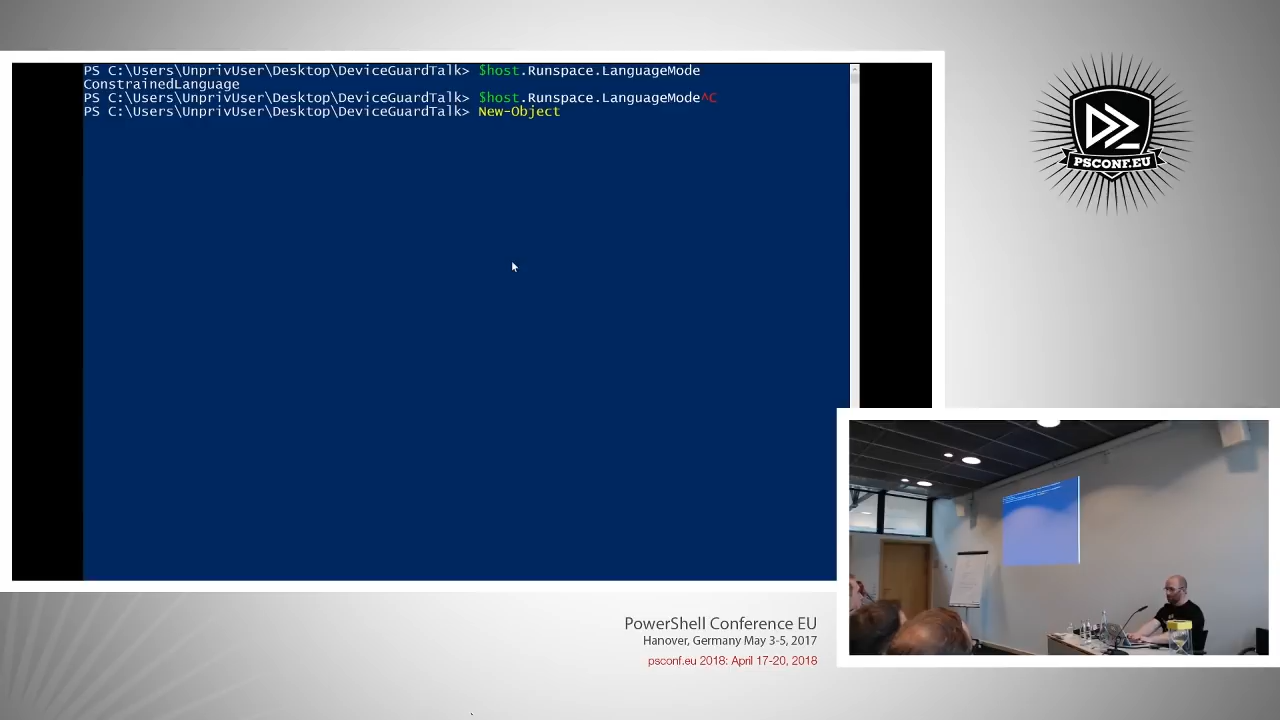 PS C:\Users\UnprivUser\Desktop\DeviceGuardTalk> $host.Runspace.LanguageMode
ConstrainedLanguage
PS C:\Users\UnprivUser\Desktop\DeviceGuardTalk> $host.Runspace.LanguageMode^C
PS C:\Users\UnprivUser\Desktop\DeviceGuardTalk> New-Object
PSCONF.EU
PowerShell Conference EU
Hanover, Germany May 3-5, 2017
psconf.eu 2018: April 17-20, 2018